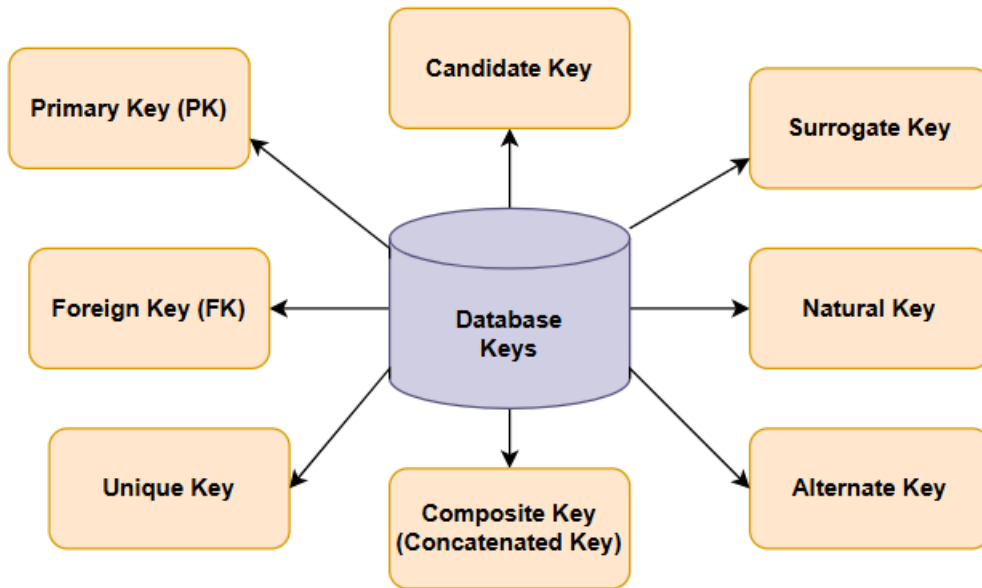 Candidate Key
Primary Key (PK)
Surrogate Key
Foreign Key (FK)
Database
Keys
Natural Key
Unique Key
Composite Key
(Concatenated Key)
Alternate Key